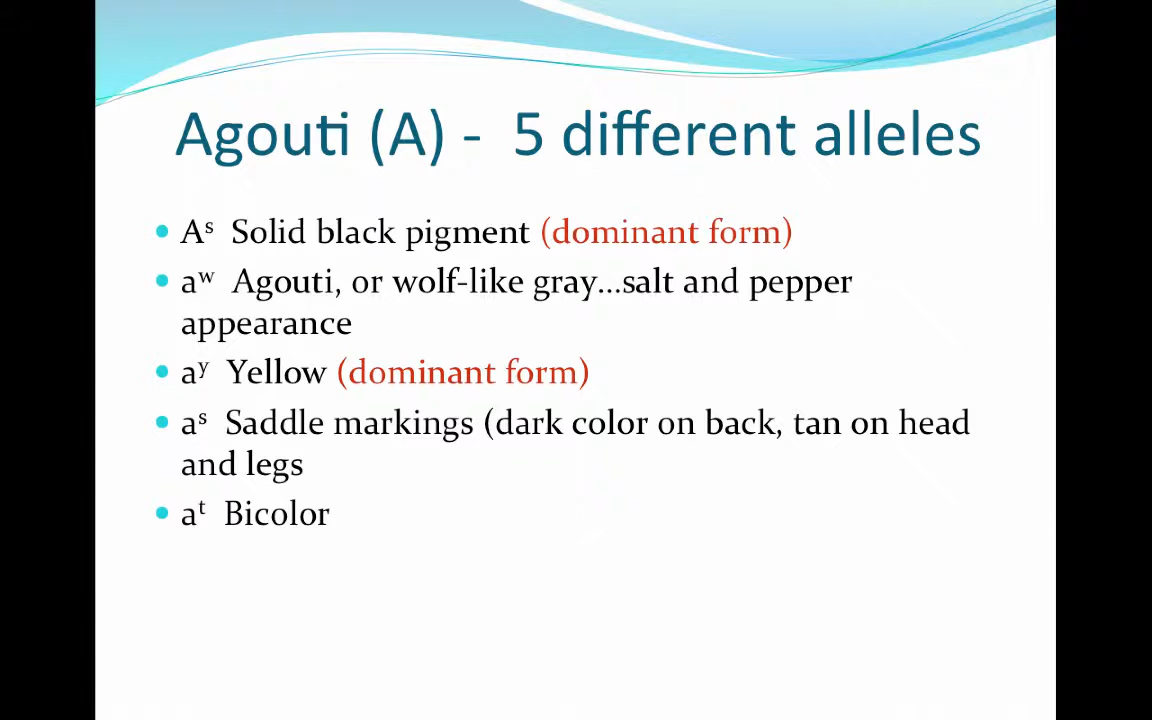 Agouti (A) -  5 different alleles
• Aˢ  Solid black pigment (dominant form)
• aʷ  Agouti, or wolf-like gray...salt and pepper
appearance
• aʸ  Yellow (dominant form)
• aˢ  Saddle markings (dark color on back, tan on head
and legs
• aᵗ  Bicolor